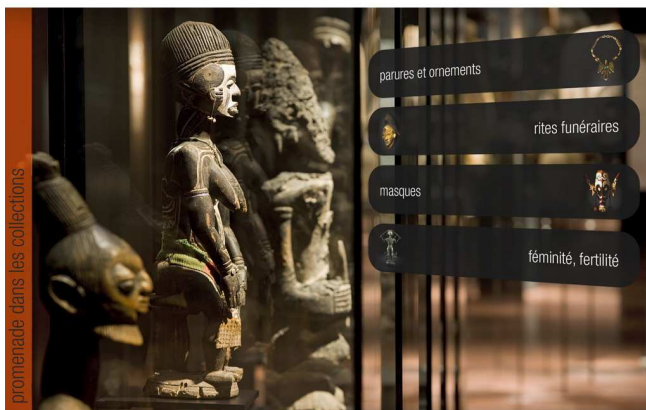 promenade dans les collections
parures et ornements
rites funéraires
masques
féminité, fertilité